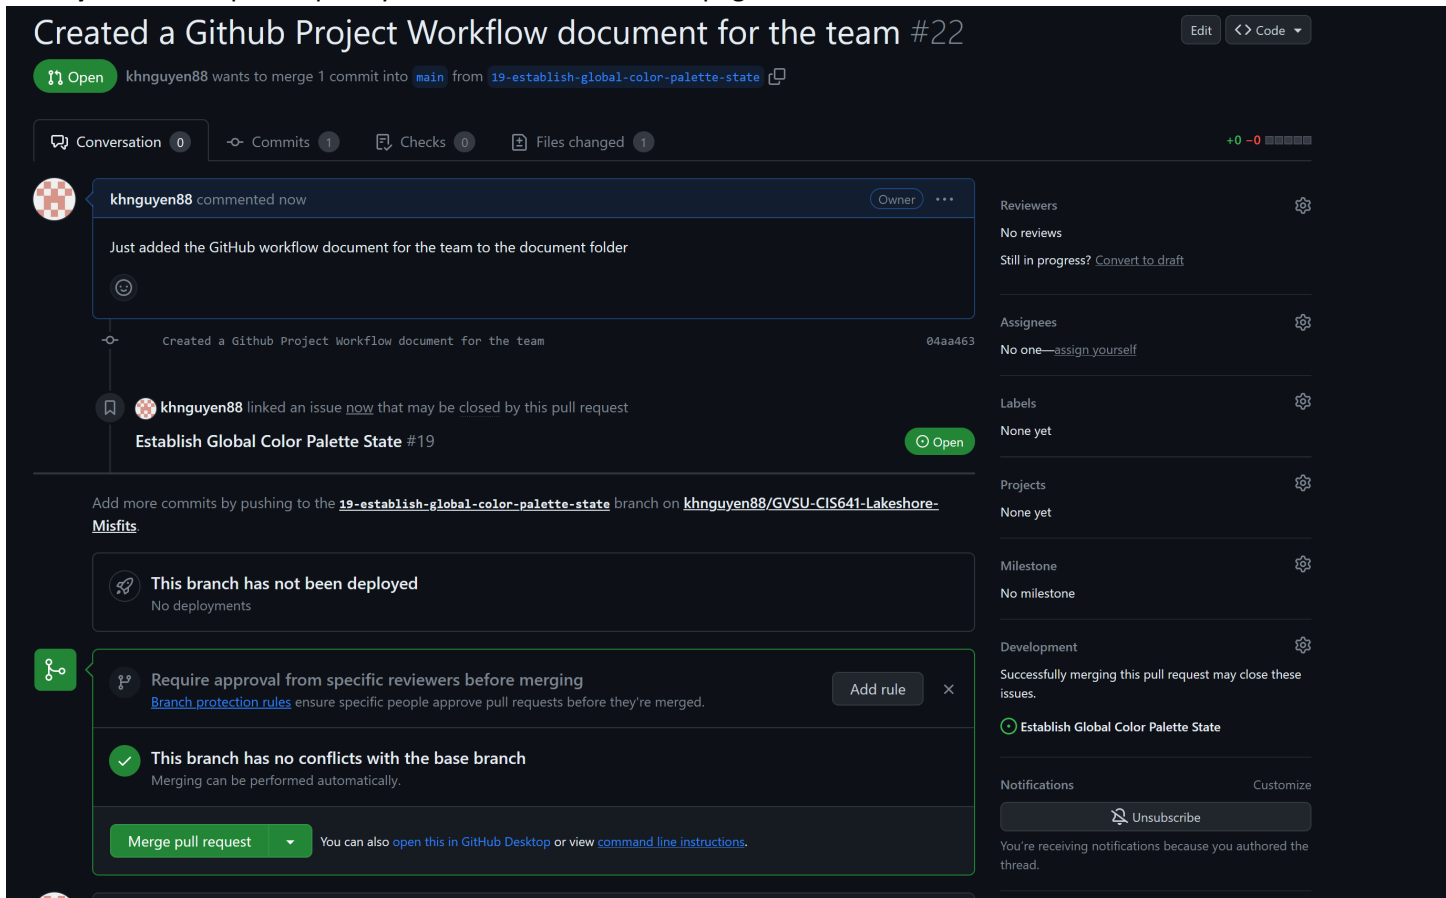 Created a Github Project Workflow document for the team #22
Edit
Code
Open
khnguyen88 wants to merge 1 commit into main from 19-establish-global-color-palette-state
Conversation 0
Commits 1
Checks 0
Files changed 1
+0 −0
khnguyen88 commented now
Owner
Just added the GitHub workflow document for the team to the document folder
Created a Github Project Workflow document for the team
04aa463
khnguyen88 linked an issue now that may be closed by this pull request
Establish Global Color Palette State #19
Open
Add more commits by pushing to the 19-establish-global-color-palette-state branch on khnguyen88/GVSU-CIS641-Lakeshore-
Misfits.
This branch has not been deployed
No deployments
Require approval from specific reviewers before merging
Branch protection rules ensure specific people approve pull requests before they're merged.
Add rule
This branch has no conflicts with the base branch
Merging can be performed automatically.
Merge pull request
You can also open this in GitHub Desktop or view command line instructions.
Reviewers
No reviews
Still in progress? Convert to draft
Assignees
No one—assign yourself
Labels
None yet
Projects
None yet
Milestone
No milestone
Development
Successfully merging this pull request may close these
issues.
Establish Global Color Palette State
Notifications
Customize
Unsubscribe
You're receiving notifications because you authored the
thread.